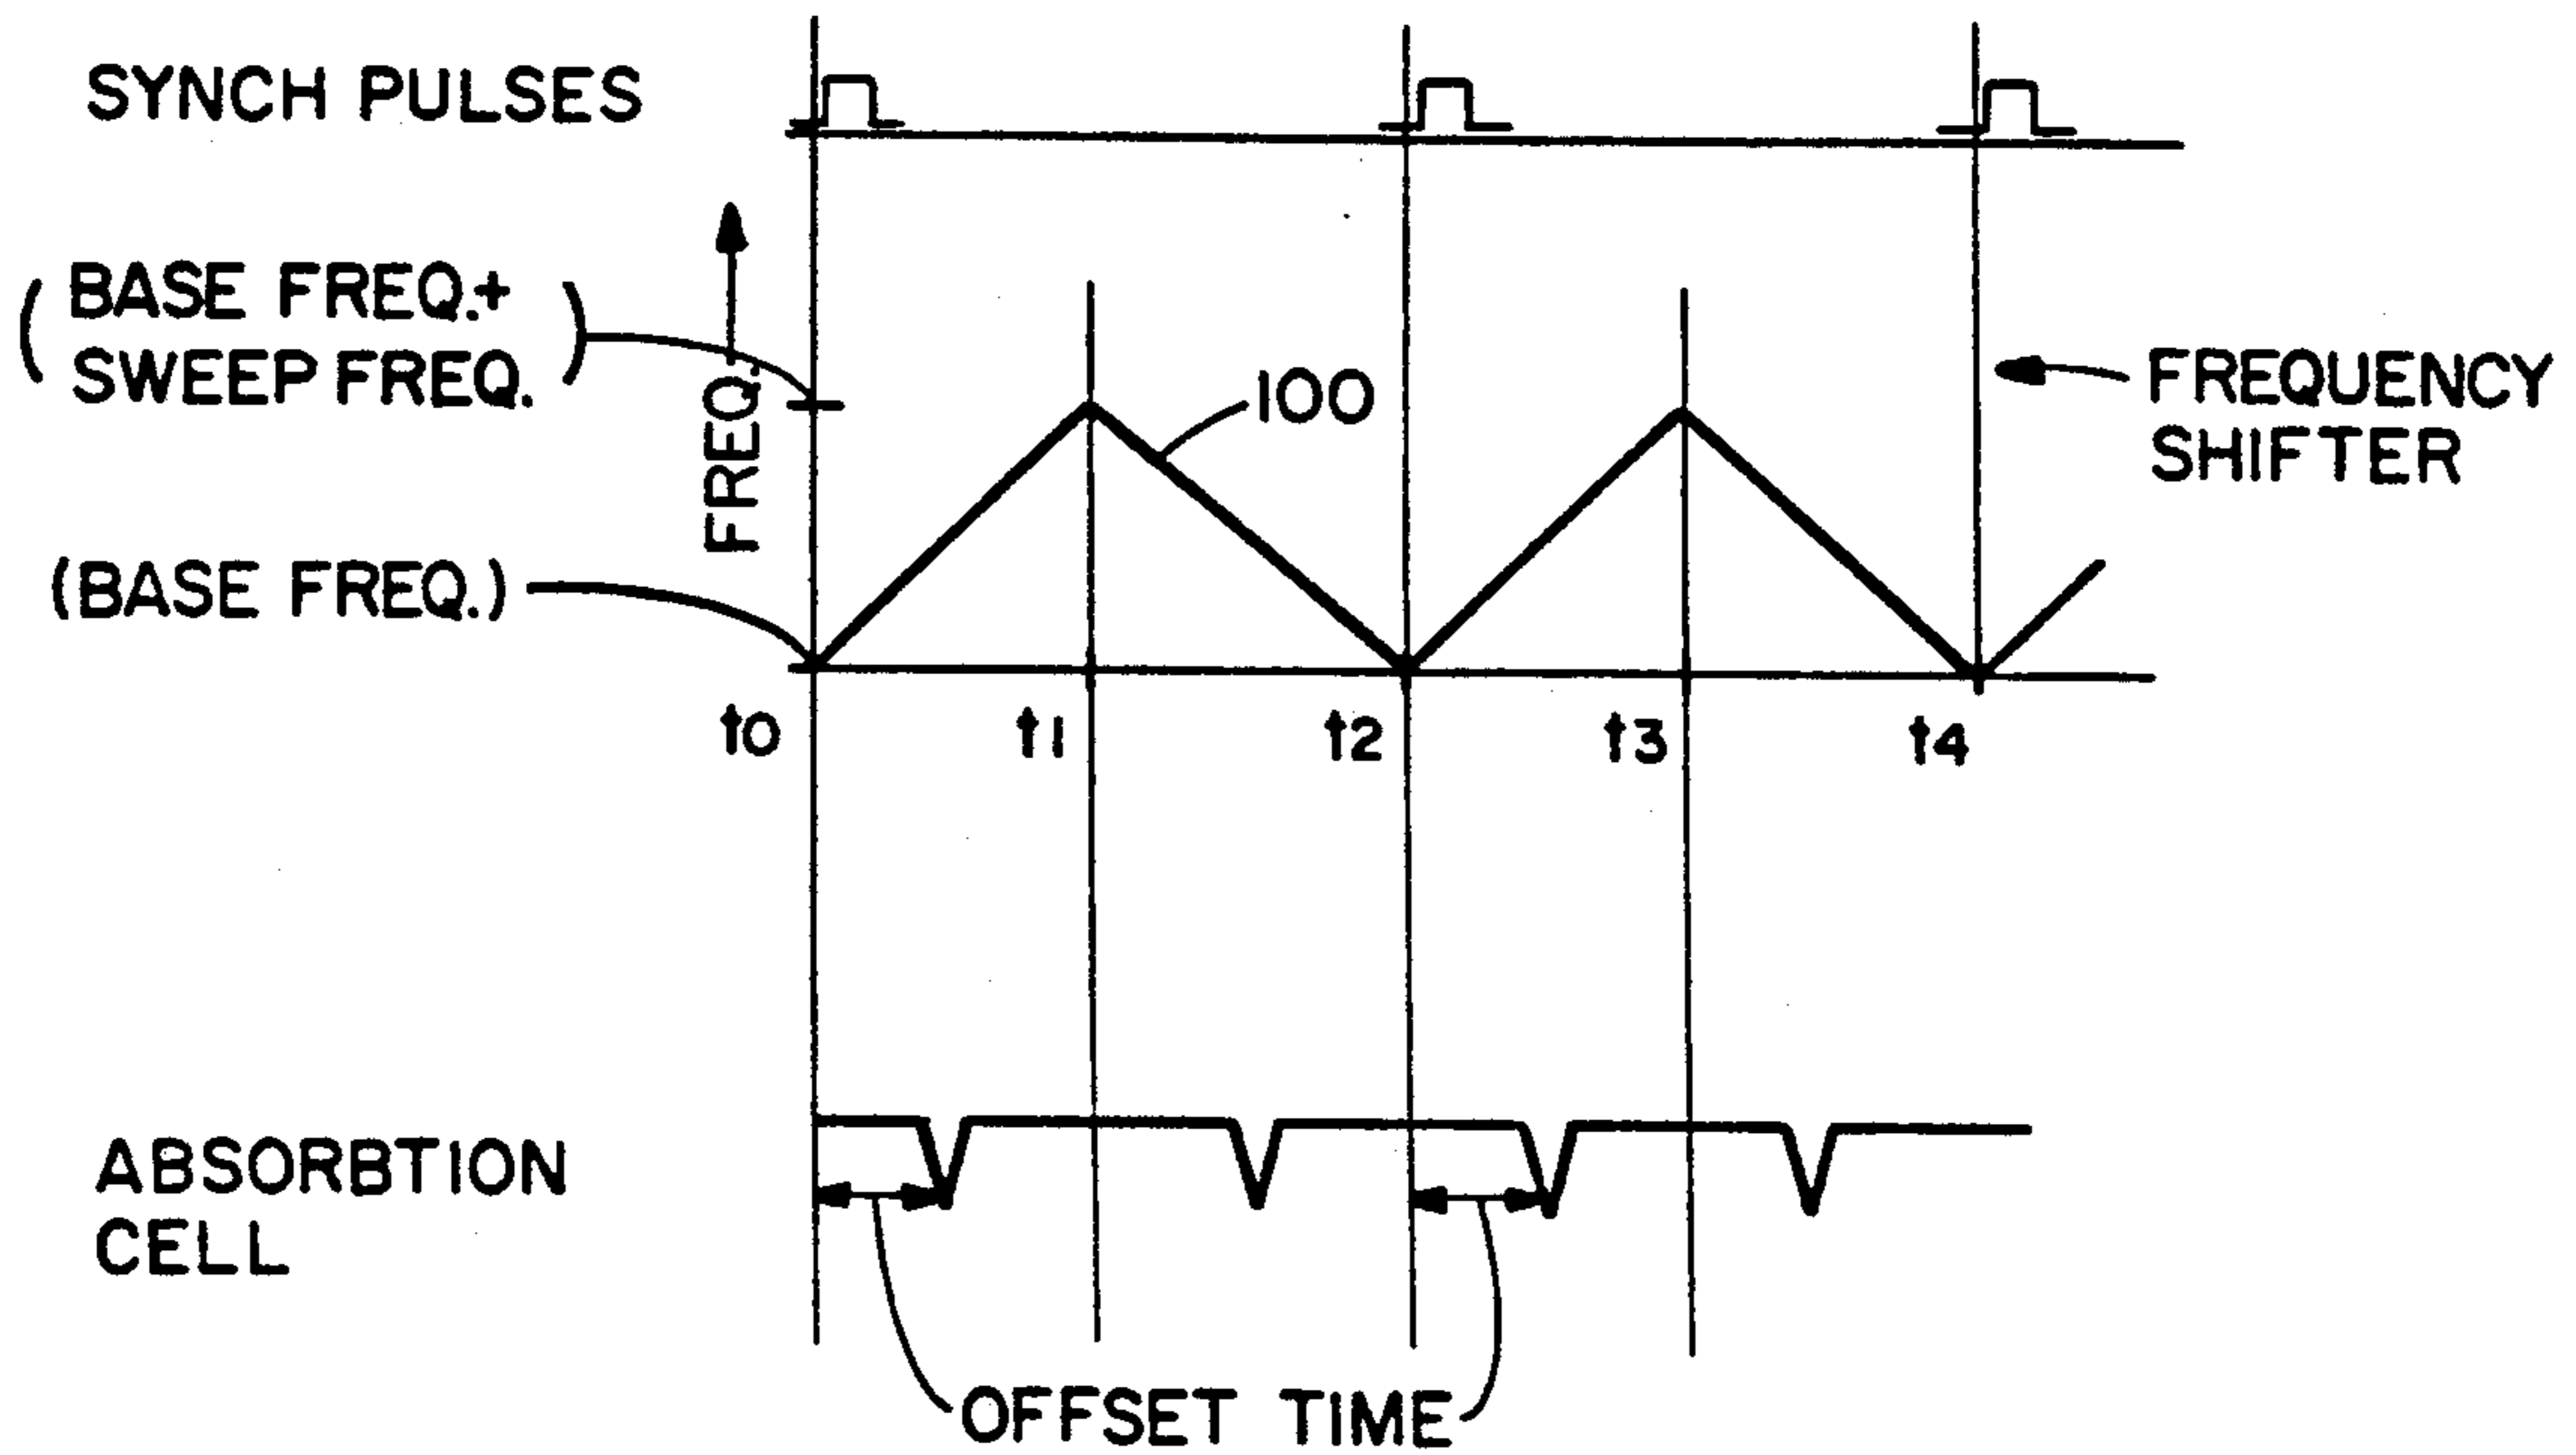 SYNCH PULSES
( BASE FREQ.+
SWEEP FREQ. )
FREQ.
100
FREQUENCY
SHIFTER
(BASE FREQ.)
t0 t1 t2 t3 t4
ABSORBTION
CELL
OFFSET TIME